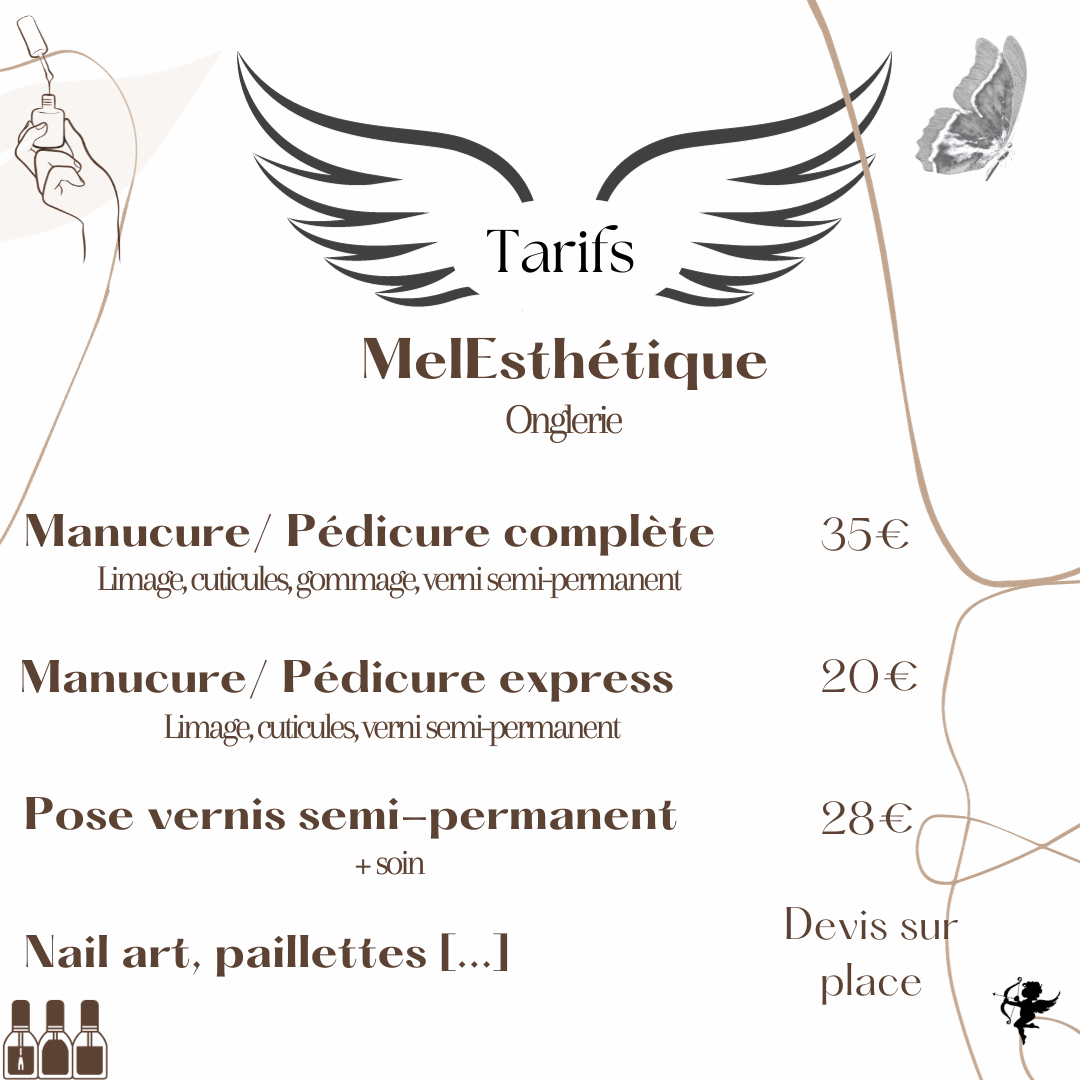 Tarifs
MelEsthétique
Onglerie
Manucure/ Pédicure complète 35€
Limage, cuticules, gommage, verni semi-permanent
Manucure/ Pédicure express 20€
Limage, cuticules, verni semi-permanent
Pose vernis semi-permanent 28€
+ soin
Nail art, paillettes [...]
Devis sur
place